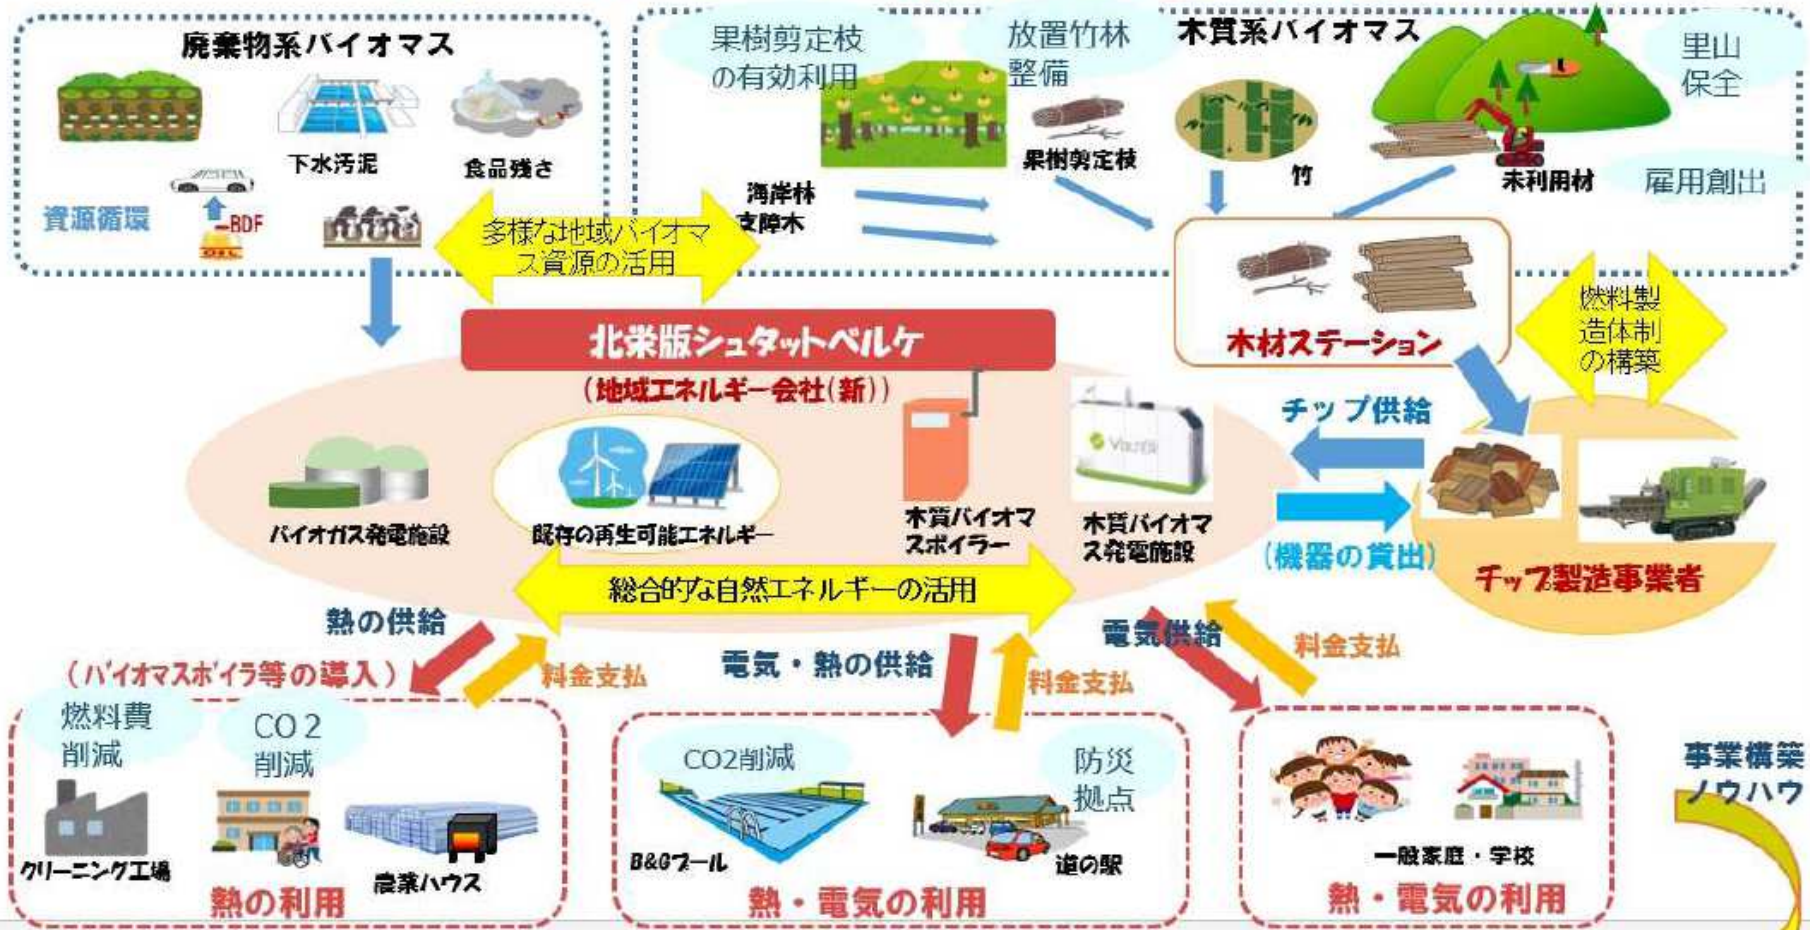 廃棄物系バイオマス
下水汚泥
食品残さ
資源循環
BDF
OIL
果樹剪定枝
の有効利用
放置竹林
整備
木質系バイオマス
里山
保全
果樹剪定枝
竹
未利用材
雇用創出
海岸林
支障木
多様な地域バイオマ
ス資源の活用
木材ステーション
燃料製
造体制
の構築
北栄版シュタットベルケ
(地域エネルギー会社(新))
チップ供給
(機器の貸出)
チップ製造事業者
バイオガス発電施設
既存の再生可能エネルギー
木質バイオマ
スボイラー
Volter
木質バイオマ
ス発電施設
総合的な自然エネルギーの活用
熱の供給
(バイオマスボイラ等の導入)
料金支払
電気・熱の供給
料金支払
電気供給
料金支払
燃料費
削減
CO2
削減
クリーニング工場
農業ハウス
熱の利用
CO2削減
防災
拠点
B&Gプール
道の駅
熱・電気の利用
一般家庭・学校
熱・電気の利用
事業構築
ノウハウ